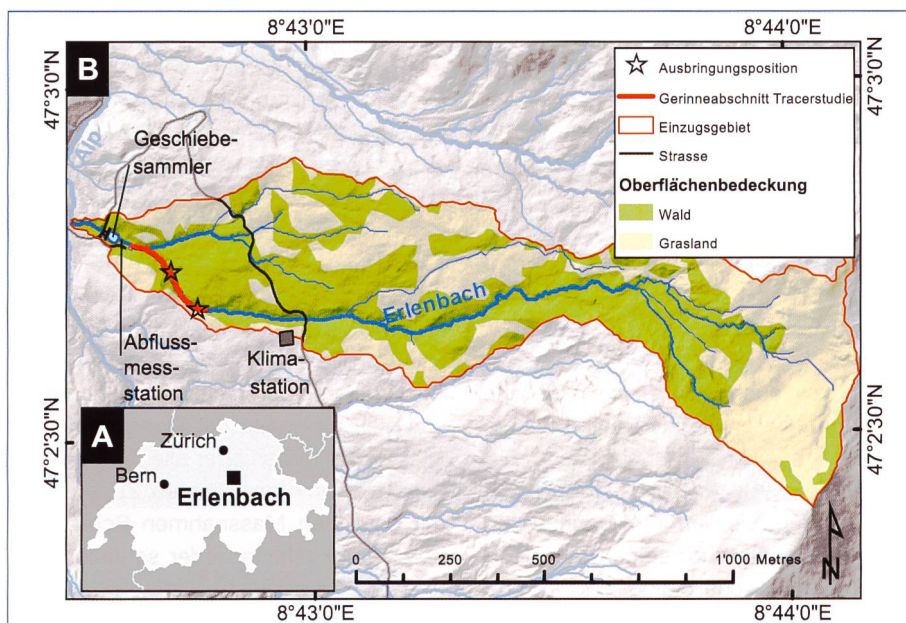 8°43'0"E
8°44'0"E
B
47°3'0"N
47°3'0"N
Alp
Geschiebe-
sammler
Ausbringungsposition
Gerinneabschnitt Tracerstudie
Einzugsgebiet
Strasse
Oberflächenbedeckung
Wald
Grasland
Erlenbach
Abfluss-
mess-
station
Klima-
station
47°2'30"N
47°2'30"N
A
Zürich
Bern
Erlenbach
0
250
500
1'000 Metres
N
8°43'0"E
8°44'0"E